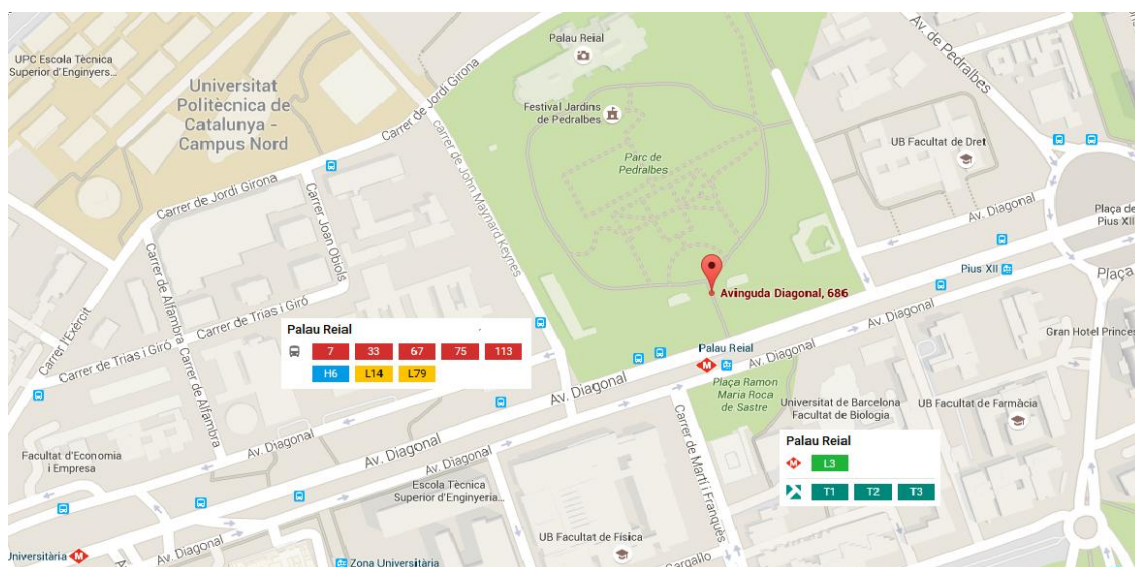 UPC Escola Tècnica
Superior d'Enginyers...
Universitat
Politècnica de
Catalunya -
Campus Nord
Carrer de Jordi Girona
Carrer de Jordi Girona
carrer de John Maynard Keynes
Palau Reial
Festival Jardins
de Pedralbes
Parc de
Pedralbes
Av. de Pedralbes
UB Facultat de Dret
Av. Diagonal
Plaça de
Pius XII
Pius XII
Plaça
Avinguda Diagonal, 686
Av. Diagonal
Gran Hotel Princes
Carrer Joan Obiols
Carrer de Alfambra
Carrer de Alfambra
Carrer de Trias i Giró
Carrer de Trias i Giró
Carrer l'Exèrcit
Palau Reial
7 33 67 75 113
H6 L14 L79
Palau Reial
M
Av. Diagonal
Plaça Ramon
Maria Roca
de Sastre
Av. Diagonal
Universitat de Barcelona
Facultat de Biologia
UB Facultat de Farmàcia
Palau Reial
M L3
T1 T2 T3
Carrer de Martí i Franquès
Av. Diagonal
Av. Diagonal
Facultat d'Economia
i Empresa
Escola Tècnica
Superior d'Enginyeria...
UB Facultat de Física
Gargallo
Universitària M
Av. Diagonal
Zona Universitària